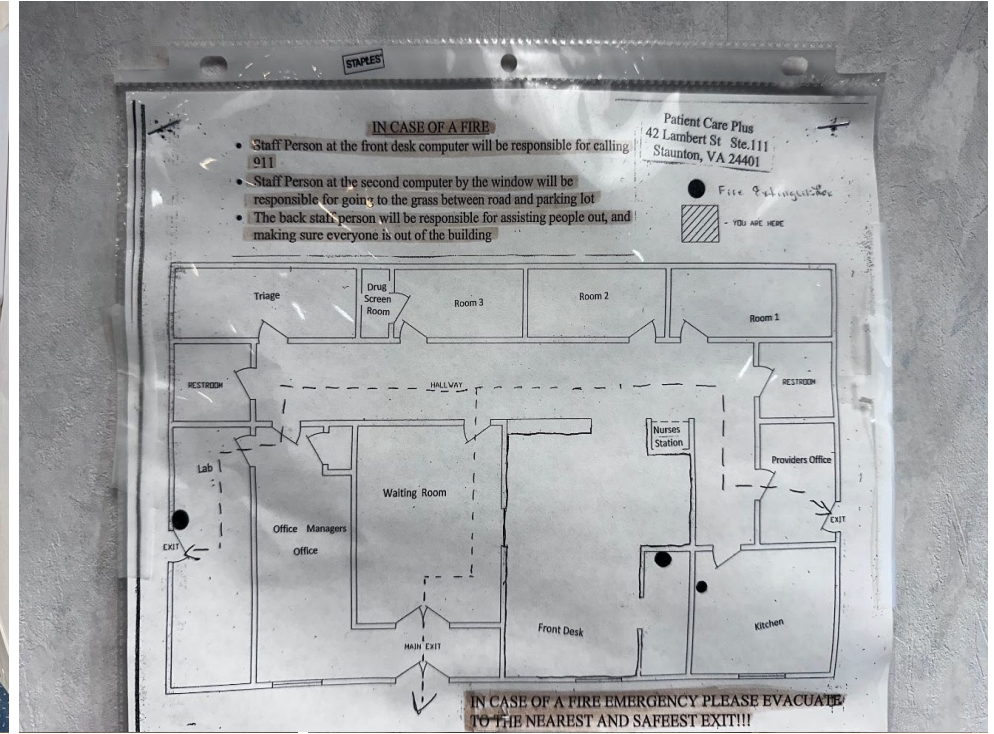 STAPLES
IN CASE OF A FIRE
• Staff Person at the front desk computer will be responsible for calling
911
• Staff Person at the second computer by the window will be
responsible for going to the grass between road and parking lot
• The back staff person will be responsible for assisting people out, and
making sure everyone is out of the building
Patient Care Plus
42 Lambert St Ste.111
Staunton, VA 24401
Fire Extinguisher
- YOU ARE HERE
Triage
Drug
Screen
Room
Room 3
Room 2
Room 1
RESTROOM
HALLWAY
RESTROOM
Nurses
Station
Lab
Waiting Room
Providers Office
Office Managers
Office
EXIT
EXIT
Front Desk
Kitchen
MAIN EXIT
IN CASE OF A FIRE EMERGENCY PLEASE EVACUATE
TO THE NEAREST AND SAFEEST EXIT!!!